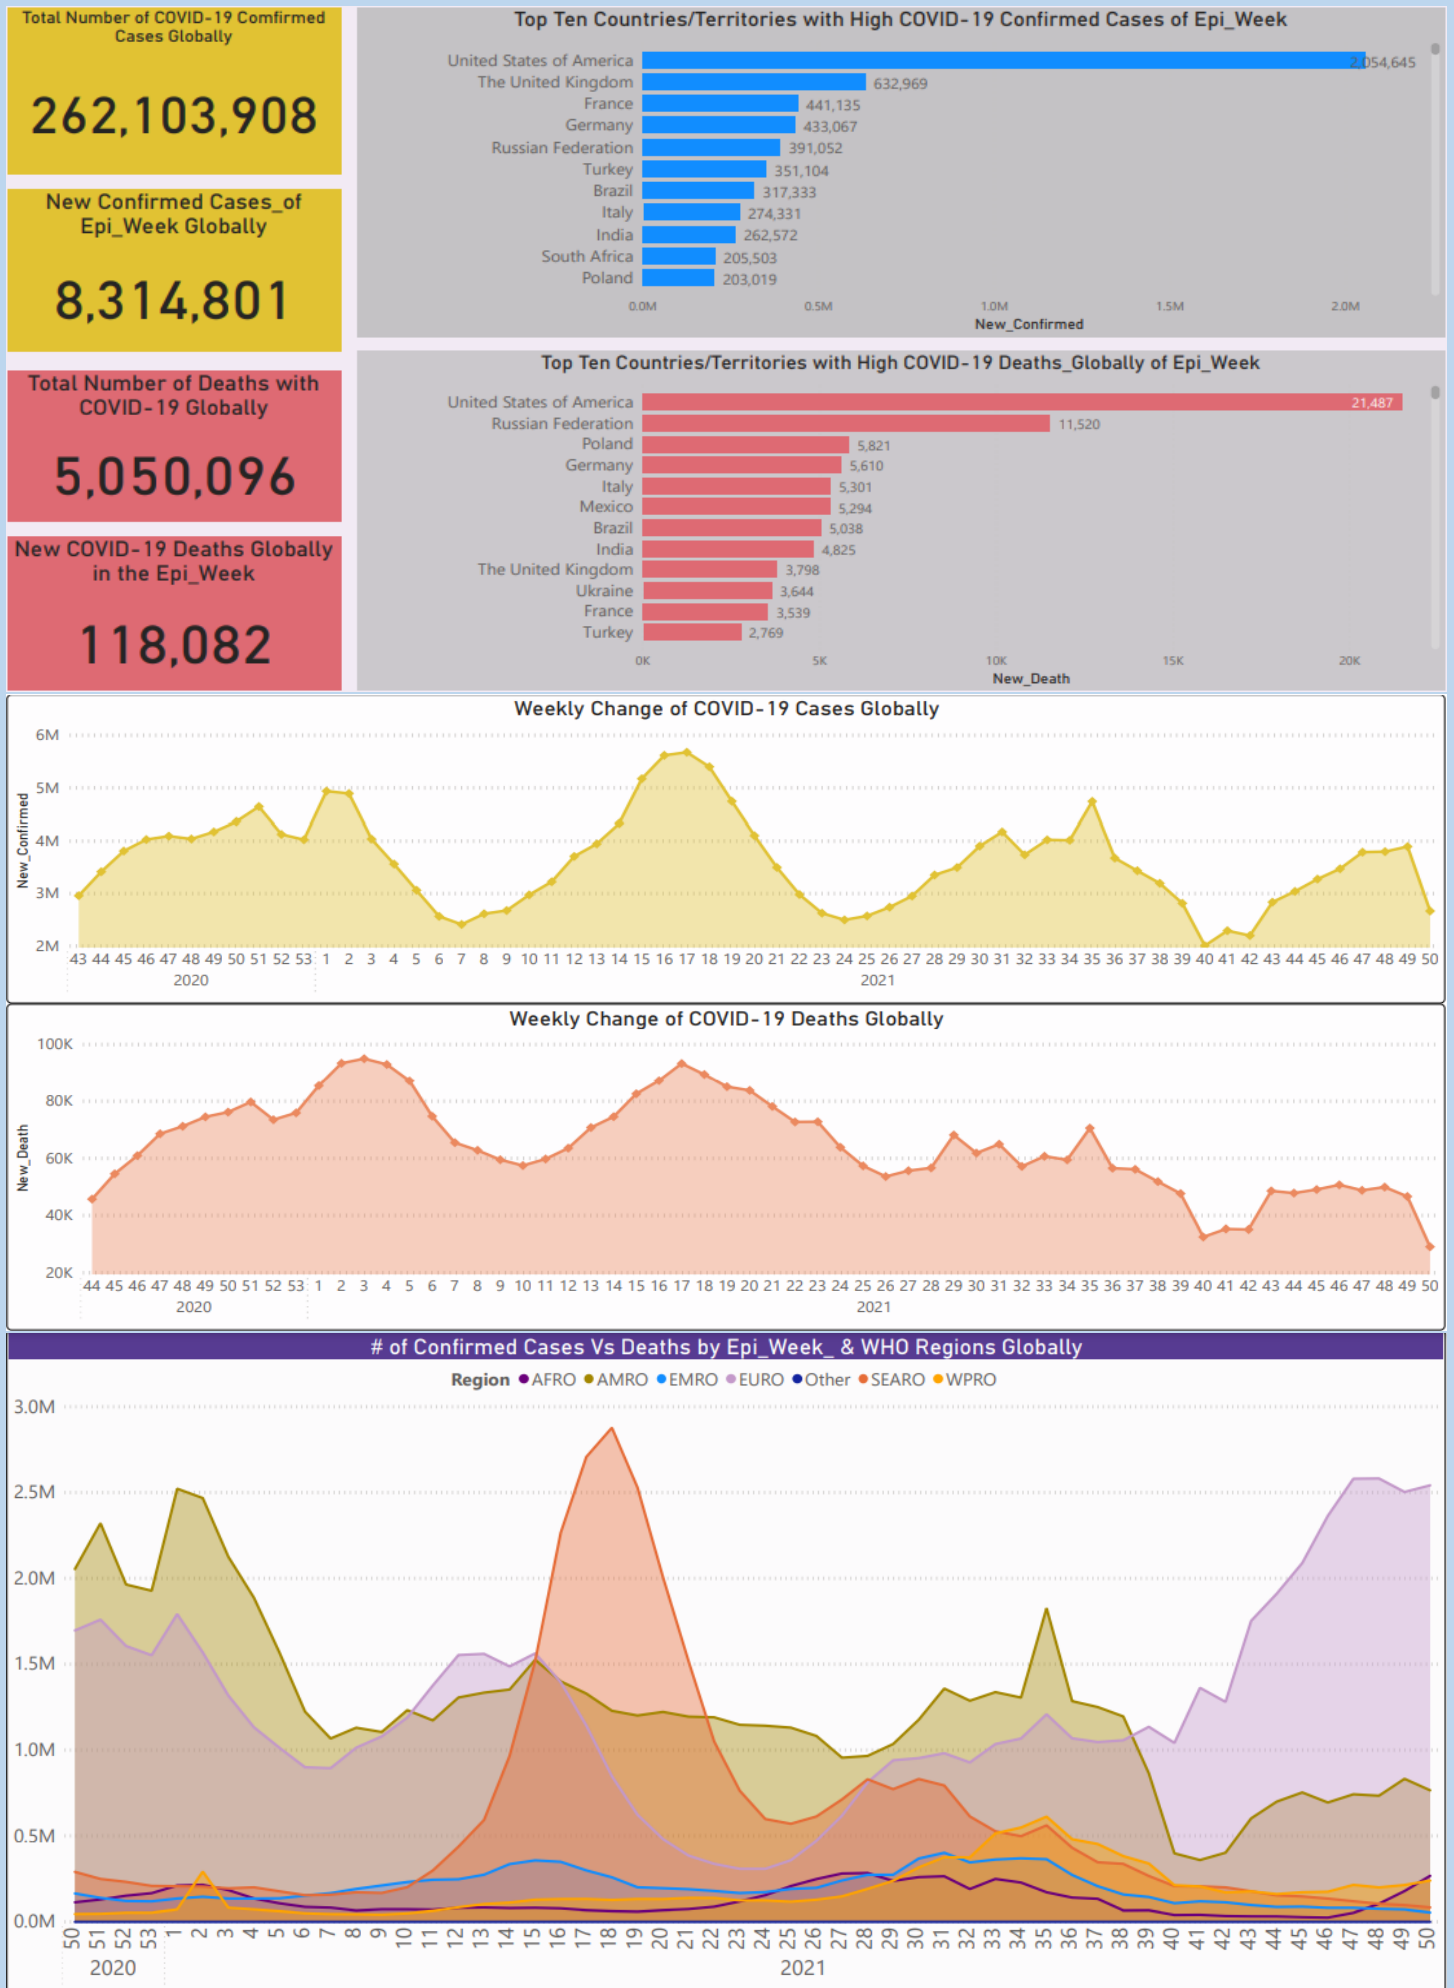 Total Number of COVID-19 Comfirmed
Cases Globally
262,103,908
New Confirmed Cases_of
Epi_Week Globally
8,314,801
Total Number of Deaths with
COVID-19 Globally
5,050,096
New COVID-19 Deaths Globally
in the Epi_Week
118,082
Top Ten Countries/Territories with High COVID-19 Confirmed Cases of Epi_Week
United States of America 2,054,645
The United Kingdom 632,969
France 441,135
Germany 433,067
Russian Federation 391,052
Turkey 351,104
Brazil 317,333
Italy 274,331
India 262,572
South Africa 205,503
Poland 203,019
0.0M 0.5M 1.0M 1.5M 2.0M
New_Confirmed
Top Ten Countries/Territories with High COVID-19 Deaths_Globally of Epi_Week
United States of America 21,487
Russian Federation 11,520
Poland 5,821
Germany 5,610
Italy 5,301
Mexico 5,294
Brazil 5,038
India 4,825
The United Kingdom 3,798
Ukraine 3,644
France 3,539
Turkey 2,769
0K 5K 10K 15K 20K
New_Death
Weekly Change of COVID-19 Cases Globally
New_Confirmed
6M
5M
4M
3M
2M
43 44 45 46 47 48 49 50 51 52 53 1 2 3 4 5 6 7 8 9 10 11 12 13 14 15 16 17 18 19 20 21 22 23 24 25 26 27 28 29 30 31 32 33 34 35 36 37 38 39 40 41 42 43 44 45 46 47 48 49 50
2020 2021
Weekly Change of COVID-19 Deaths Globally
New_Death
100K
80K
60K
40K
20K
44 45 46 47 48 49 50 51 52 53 1 2 3 4 5 6 7 8 9 10 11 12 13 14 15 16 17 18 19 20 21 22 23 24 25 26 27 28 29 30 31 32 33 34 35 36 37 38 39 40 41 42 43 44 45 46 47 48 49 50
2020 2021
# of Confirmed Cases Vs Deaths by Epi_Week_ & WHO Regions Globally
Region AFRO AMRO EMRO EURO Other SEARO WPRO
3.0M
2.5M
2.0M
1.5M
1.0M
0.5M
0.0M
50 51 52 53 1 2 3 4 5 6 7 8 9 10 11 12 13 14 15 16 17 18 19 20 21 22 23 24 25 26 27 28 29 30 31 32 33 34 35 36 37 38 39 40 41 42 43 44 45 46 47 48 49 50
2020 2021